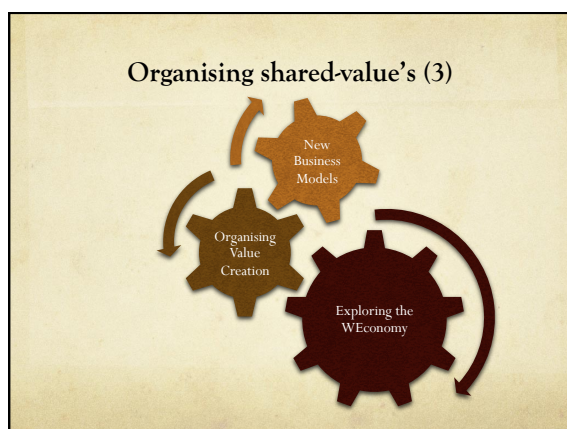 Organising shared-value's (3)
New
Business
Models
Organising
Value
Creation
Exploring the
WEconomy